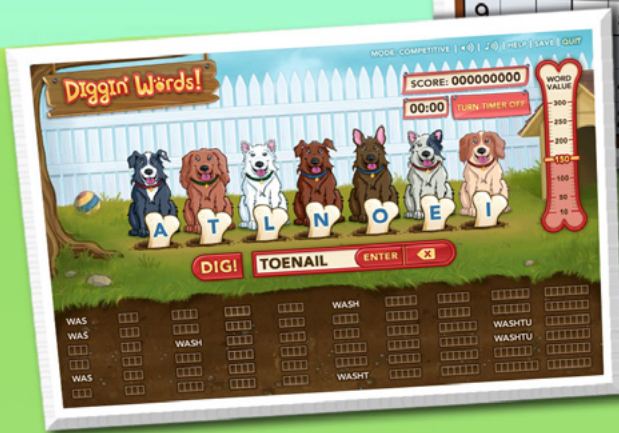 MODE: COMPETITIVE | HELP | SAVE | QUIT
Diggin' Words!
SCORE: 000000000
00:00 TURN TIMER OFF
WORD VALUE
300
250
200
150
100
50
10
A T L N O E I
DIG! TOENAIL ENTER X
WASH
WAS
WAS
WASH
WASHTU
WASHTU
WAS
WASHT